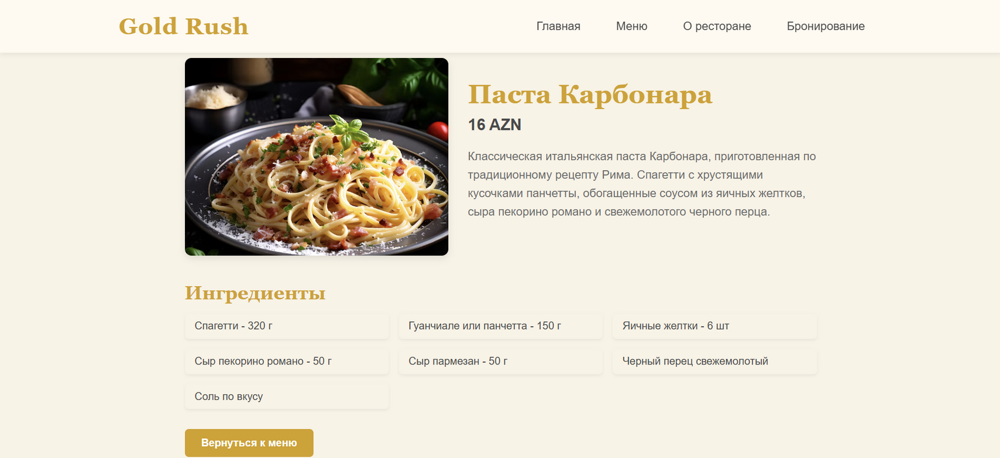 Gold Rush
Главная
Меню
О ресторане
Бронирование
Паста Карбонара
16 AZN
Классическая итальянская паста Карбонара, приготовленная по
традиционному рецепту Рима. Спагетти с хрустящими
кусочками панчетты, обогащенные соусом из яичных желтков,
сыра пекорино романо и свежемолотого черного перца.
Ингредиенты
Спагетти - 320 г
Гуанчиале или панчетта - 150 г
Яичные желтки - 6 шт
Сыр пекорино романо - 50 г
Сыр пармезан - 50 г
Черный перец свежемолотый
Соль по вкусу
Вернуться к меню